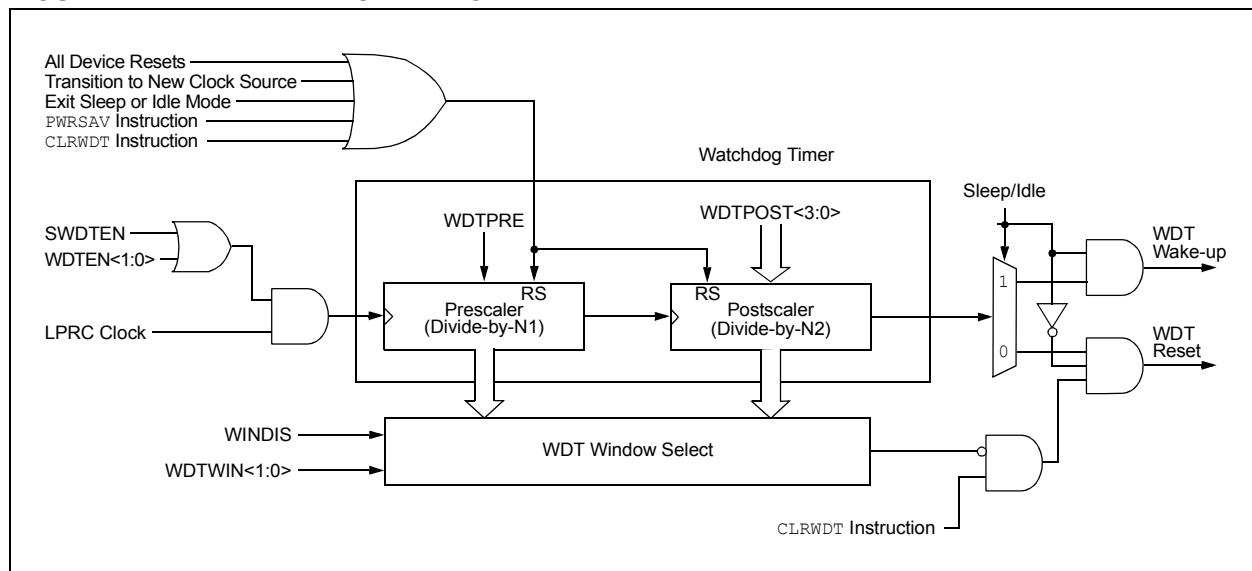 All Device Resets
Transition to New Clock Source
Exit Sleep or Idle Mode
PWRSAV Instruction
CLRWDT Instruction
Watchdog Timer
Sleep/Idle
WDTPRE
WDTPOST<3:0>
SWDTEN
WDTEN<1:0>
WDT
Wake-up
RS
RS
1
Prescaler
(Divide-by-N1)
Postscaler
(Divide-by-N2)
LPRC Clock
WDT
Reset
0
WINDIS
WDT Window Select
WDTWIN<1:0>
CLRWDT Instruction